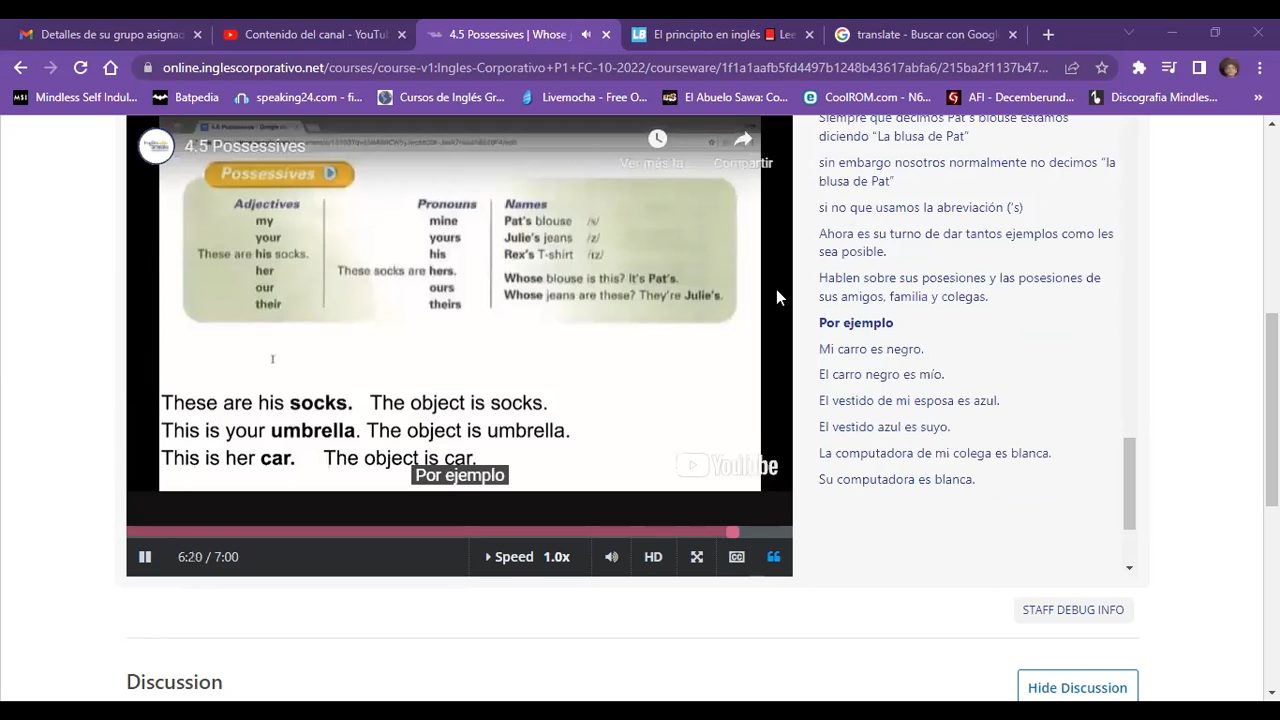 Detalles de su grupo asignac
Contenido del canal - YouTu
4.5 Possessives | Whose
El principito en inglés
Lee
translate - Buscar con Googl
online.inglescorporativo.net/courses/course-v1:Ingles-Corporativo+P1+FC-10-2022/courseware/1f1a1aafb5fd4497b1248b43617abfa6/215ba2f1137b47...
Mindless Self Indul...
Batpedia
speaking24.com - fi...
Cursos de Inglés Gr...
Livemocha - Free O...
El Abuelo Sawa: Co...
CoolROM.com - N6...
AFI - Decemberund...
Discografia Mindles...
4.5 Possessives
Ver más ta...
Compartir
Possessives
Adjectives
my
your
These are his socks.
her
our
their
Pronouns
mine
yours
his
These socks are hers.
ours
theirs
Names
Pat's blouse /s/
Julie's jeans /z/
Rex's T-shirt /ɪz/
Whose blouse is this? It's Pat's.
Whose jeans are these? They're Julie's.
These are his socks. The object is socks.
This is your umbrella. The object is umbrella.
This is her car. The object is car.
Por ejemplo
YouTube
6:20 / 7:00
Speed 1.0x
HD
CC
Siempre que decimos Pat's blouse estamos
diciendo “La blusa de Pat”
sin embargo nosotros normalmente no decimos “la
blusa de Pat”
si no que usamos la abreviación (‘s)
Ahora es su turno de dar tantos ejemplos como les
sea posible.
Hablen sobre sus posesiones y las posesiones de
sus amigos, familia y colegas.
Por ejemplo
Mi carro es negro.
El carro negro es mío.
El vestido de mi esposa es azul.
El vestido azul es suyo.
La computadora de mi colega es blanca.
Su computadora es blanca.
STAFF DEBUG INFO
Discussion
Hide Discussion